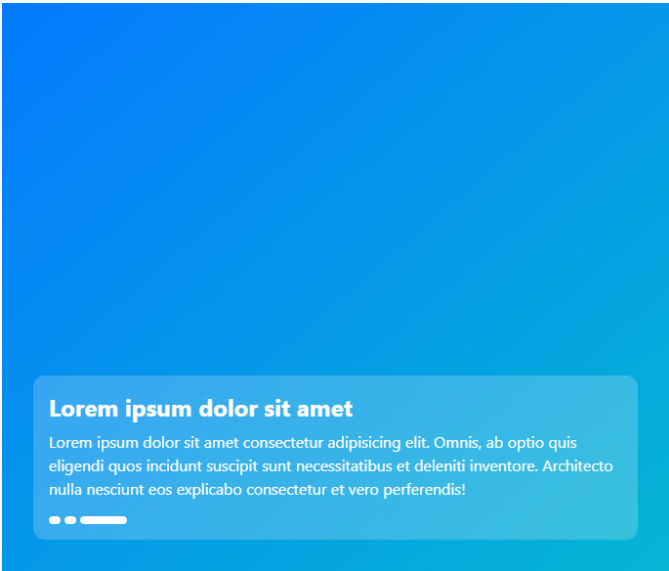 Lorem ipsum dolor sit amet
Lorem ipsum dolor sit amet consectetur adipisicing elit. Omnis, ab optio quis
eligendi quos incidunt suscipit sunt necessitatibus et deleniti inventore. Architecto
nulla nesciunt eos explicabo consectetur et vero perferendis!